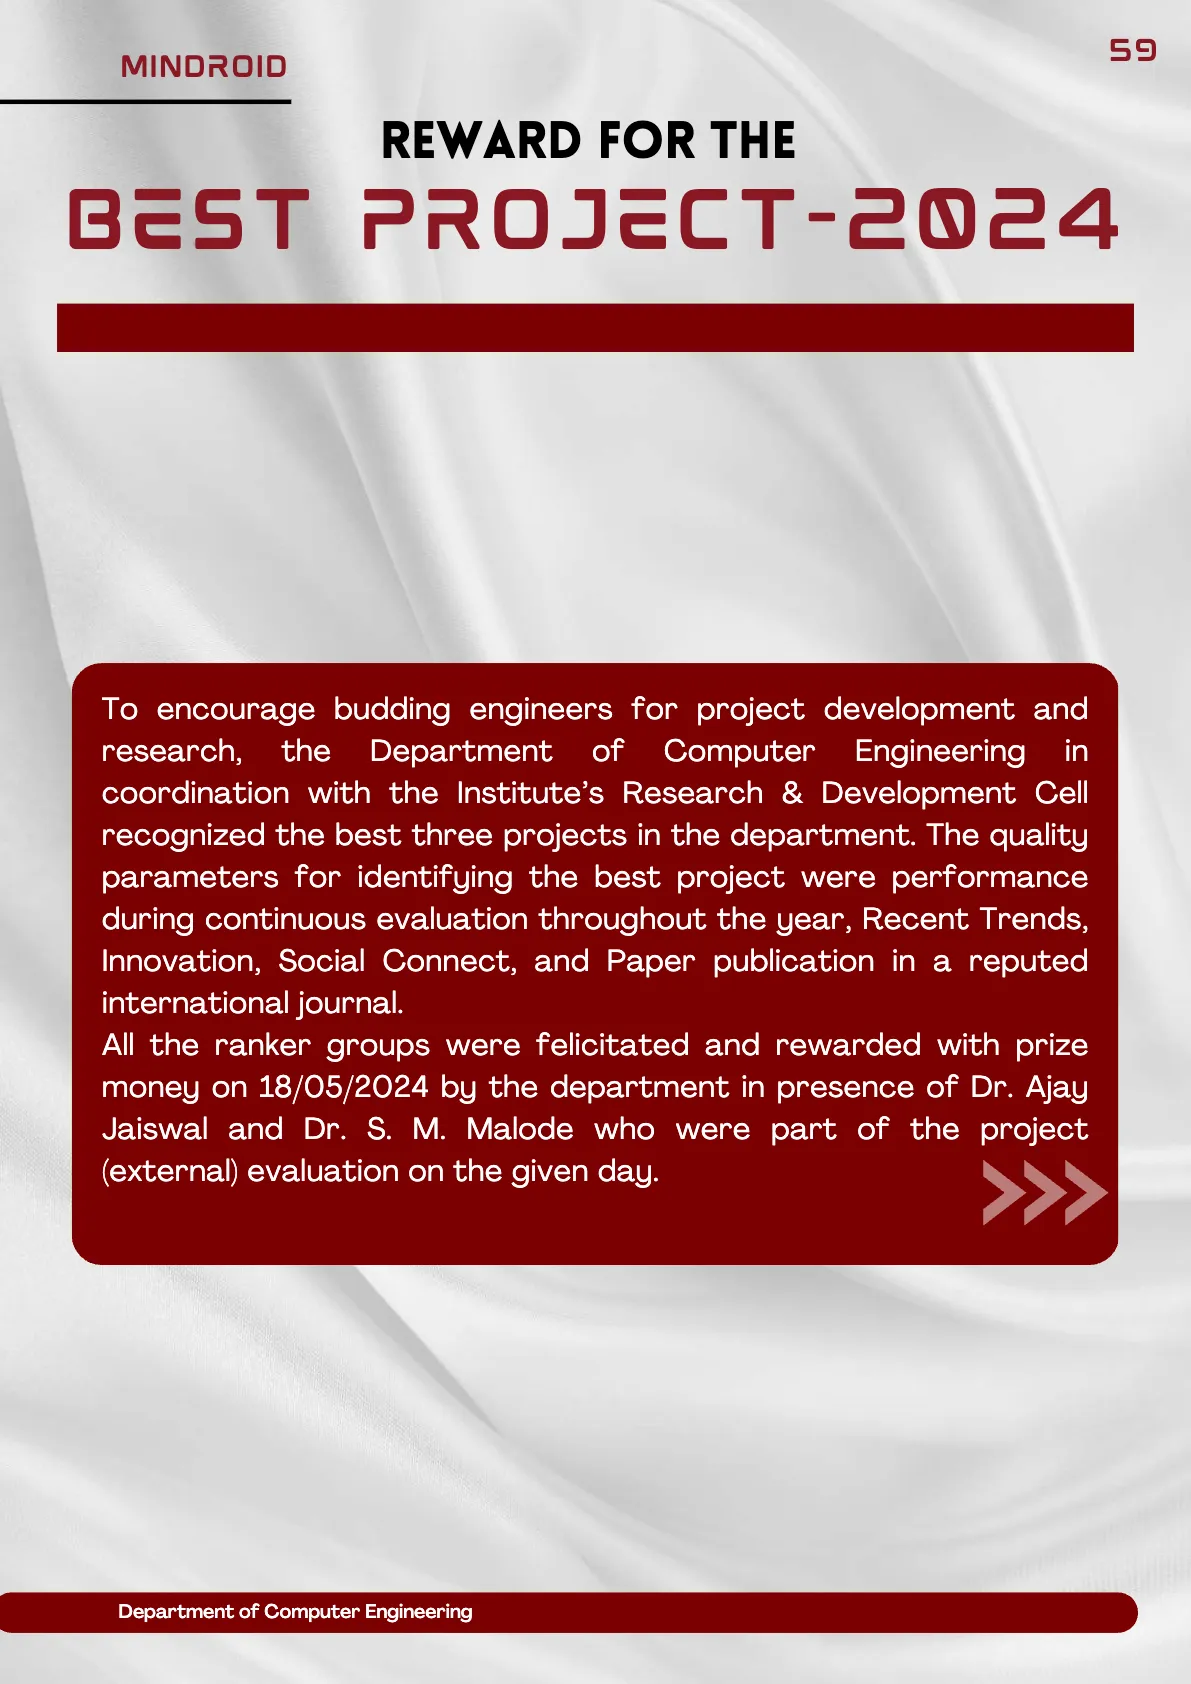 MINDROID
59
REWARD FOR THE
BEST PROJECT-2024
To encourage budding engineers for project development and
research, the Department of Computer Engineering in
coordination with the Institute's Research & Development Cell
recognized the best three projects in the department. The quality
parameters for identifying the best project were performance
during continuous evaluation throughout the year, Recent Trends,
Innovation, Social Connect, and Paper publication in a reputed
international journal.
All the ranker groups were felicitated and rewarded with prize
money on 18/05/2024 by the department in presence of Dr. Ajay
Jaiswal and Dr. S. M. Malode who were part of the project
(external) evaluation on the given day.
Department of Computer Engineering